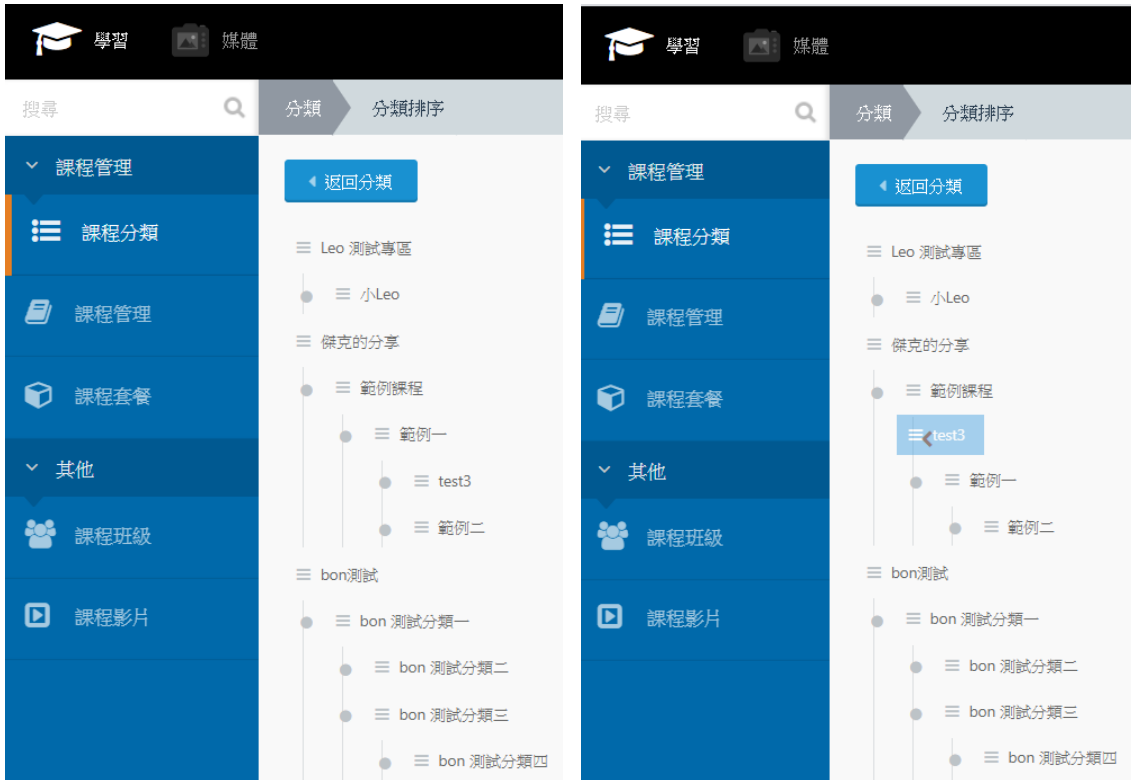 學習 媒體
搜尋
分類 分類排序
課程管理
返回分類
課程分類
Leo 測試專區
小Leo
課程管理
傑克的分享
範例課程
課程套餐
範例一
其他
test3
課程班級
範例二
bon測試
課程影片
bon 測試分類一
bon 測試分類二
bon 測試分類三
bon 測試分類四
學習 媒體
搜尋
分類 分類排序
課程管理
返回分類
課程分類
Leo 測試專區
小Leo
課程管理
傑克的分享
範例課程
課程套餐
test3
其他
範例一
課程班級
範例二
bon測試
課程影片
bon 測試分類一
bon 測試分類二
bon 測試分類三
bon 測試分類四